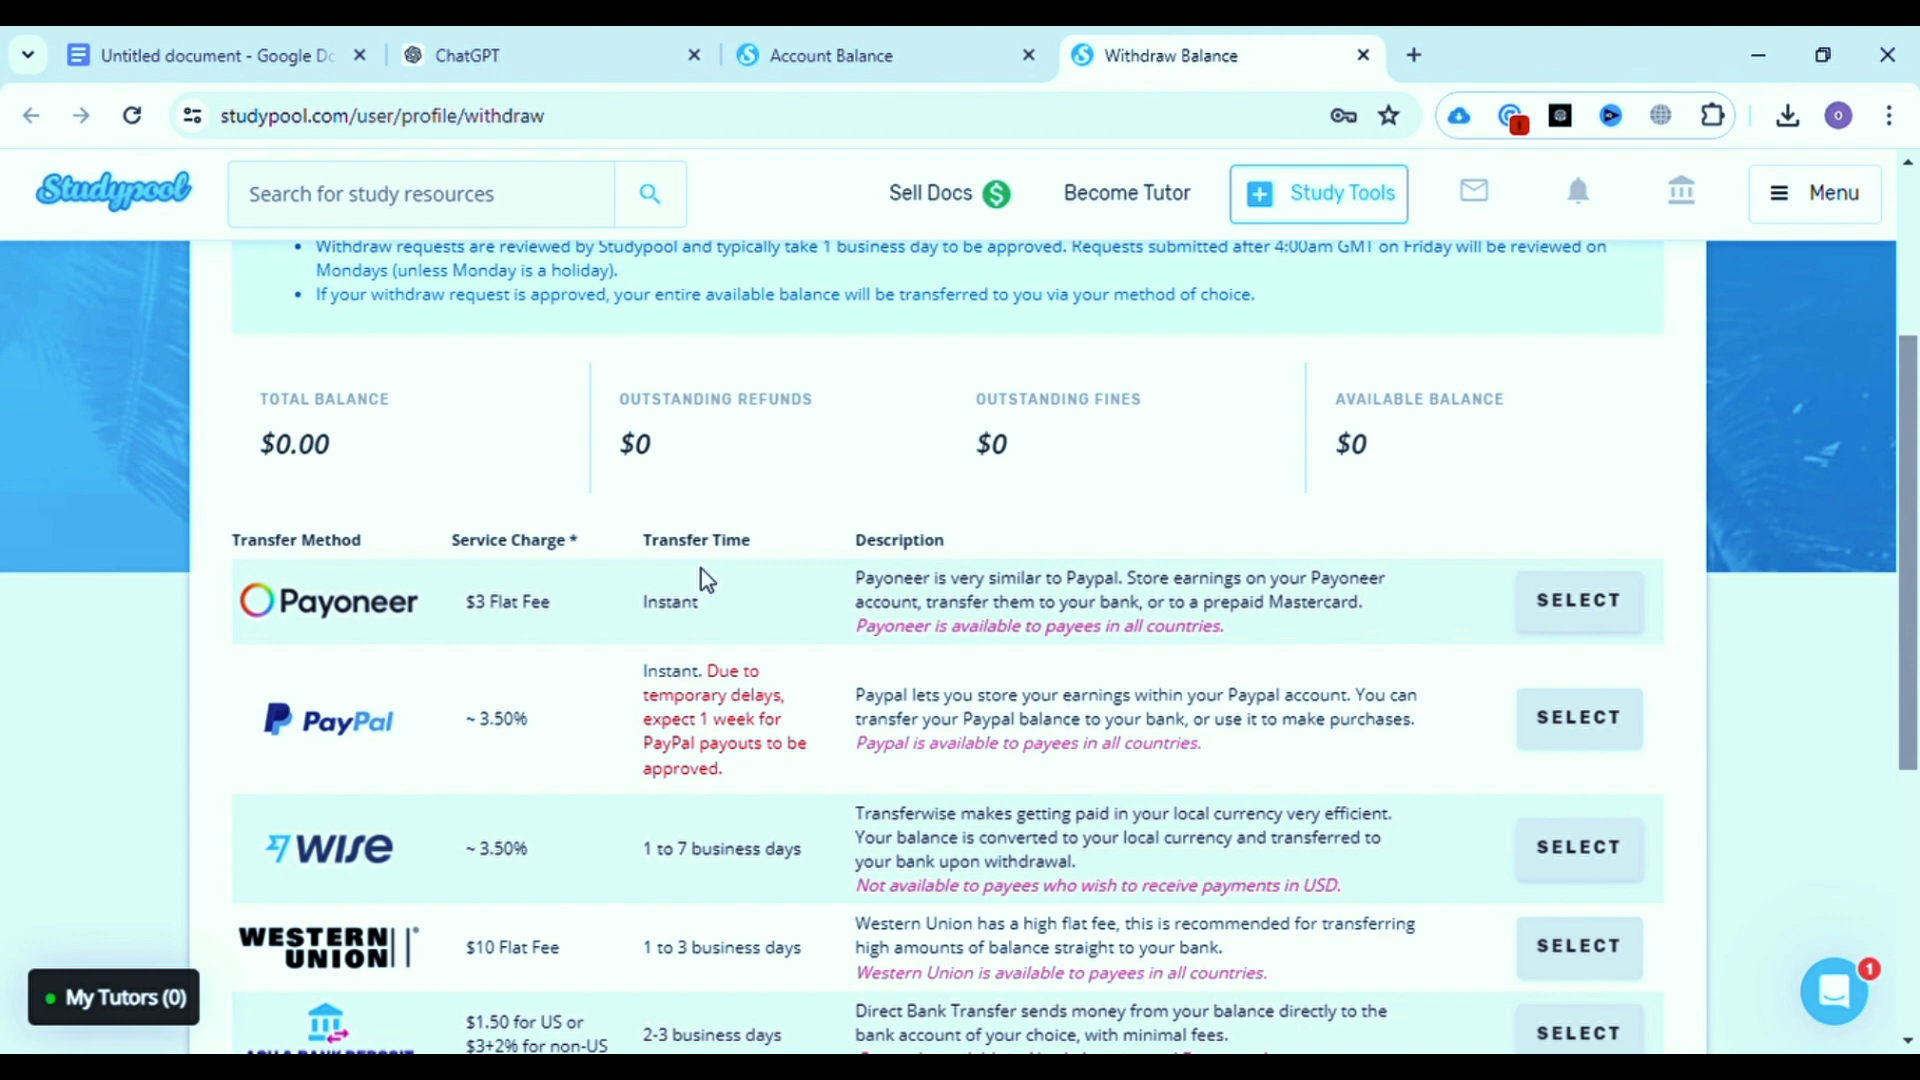 Untitled document - Google Dc
ChatGPT
Account Balance
Withdraw Balance
studypool.com/user/profile/withdraw
O
Studypool
Search for study resources
Sell Docs $
Become Tutor
Study Tools
Menu
Withdraw requests are reviewed by Studypool and typically take 1 business day to be approved. Requests submitted after 4:00am GMT on Friday will be reviewed on
Mondays (unless Monday is a holiday).
If your withdraw request is approved, your entire available balance will be transferred to you via your method of choice.
TOTAL BALANCE
OUTSTANDING REFUNDS
OUTSTANDING FINES
AVAILABLE BALANCE
$0.00
$0
$0
$0
Transfer Method
Service Charge *
Transfer Time
Description
Payoneer
$3 Flat Fee
Instant
Payoneer is very similar to Paypal. Store earnings on your Payoneer
account, transfer them to your bank, or to a prepaid Mastercard.
Payoneer is available to payees in all countries.
SELECT
PayPal
~ 3.50%
Instant. Due to
temporary delays,
expect 1 week for
PayPal payouts to be
approved.
Paypal lets you store your earnings within your Paypal account. You can
transfer your Paypal balance to your bank, or use it to make purchases.
Paypal is available to payees in all countries.
SELECT
WISE
~ 3.50%
1 to 7 business days
Transferwise makes getting paid in your local currency very efficient.
Your balance is converted to your local currency and transferred to
your bank upon withdrawal.
Not available to payees who wish to receive payments in USD.
SELECT
WESTERN
UNION
$10 Flat Fee
1 to 3 business days
Western Union has a high flat fee, this is recommended for transferring
high amounts of balance straight to your bank.
Western Union is available to payees in all countries.
SELECT
$1.50 for US or
$3+2% for non-US
2-3 business days
Direct Bank Transfer sends money from your balance directly to the
bank account of your choice, with minimal fees.
SELECT
My Tutors (0)
1